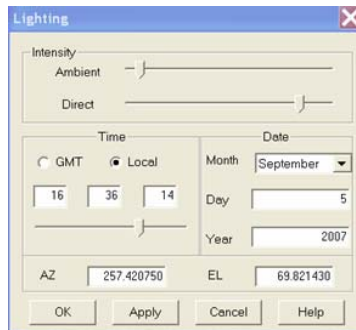 Lighting
Intensity
Ambient
Direct
Time
GMT Local
16 36 14
Date
Month September
Day 5
Year 2007
AZ 257.420750 EL 69.821430
OK Apply Cancel Help